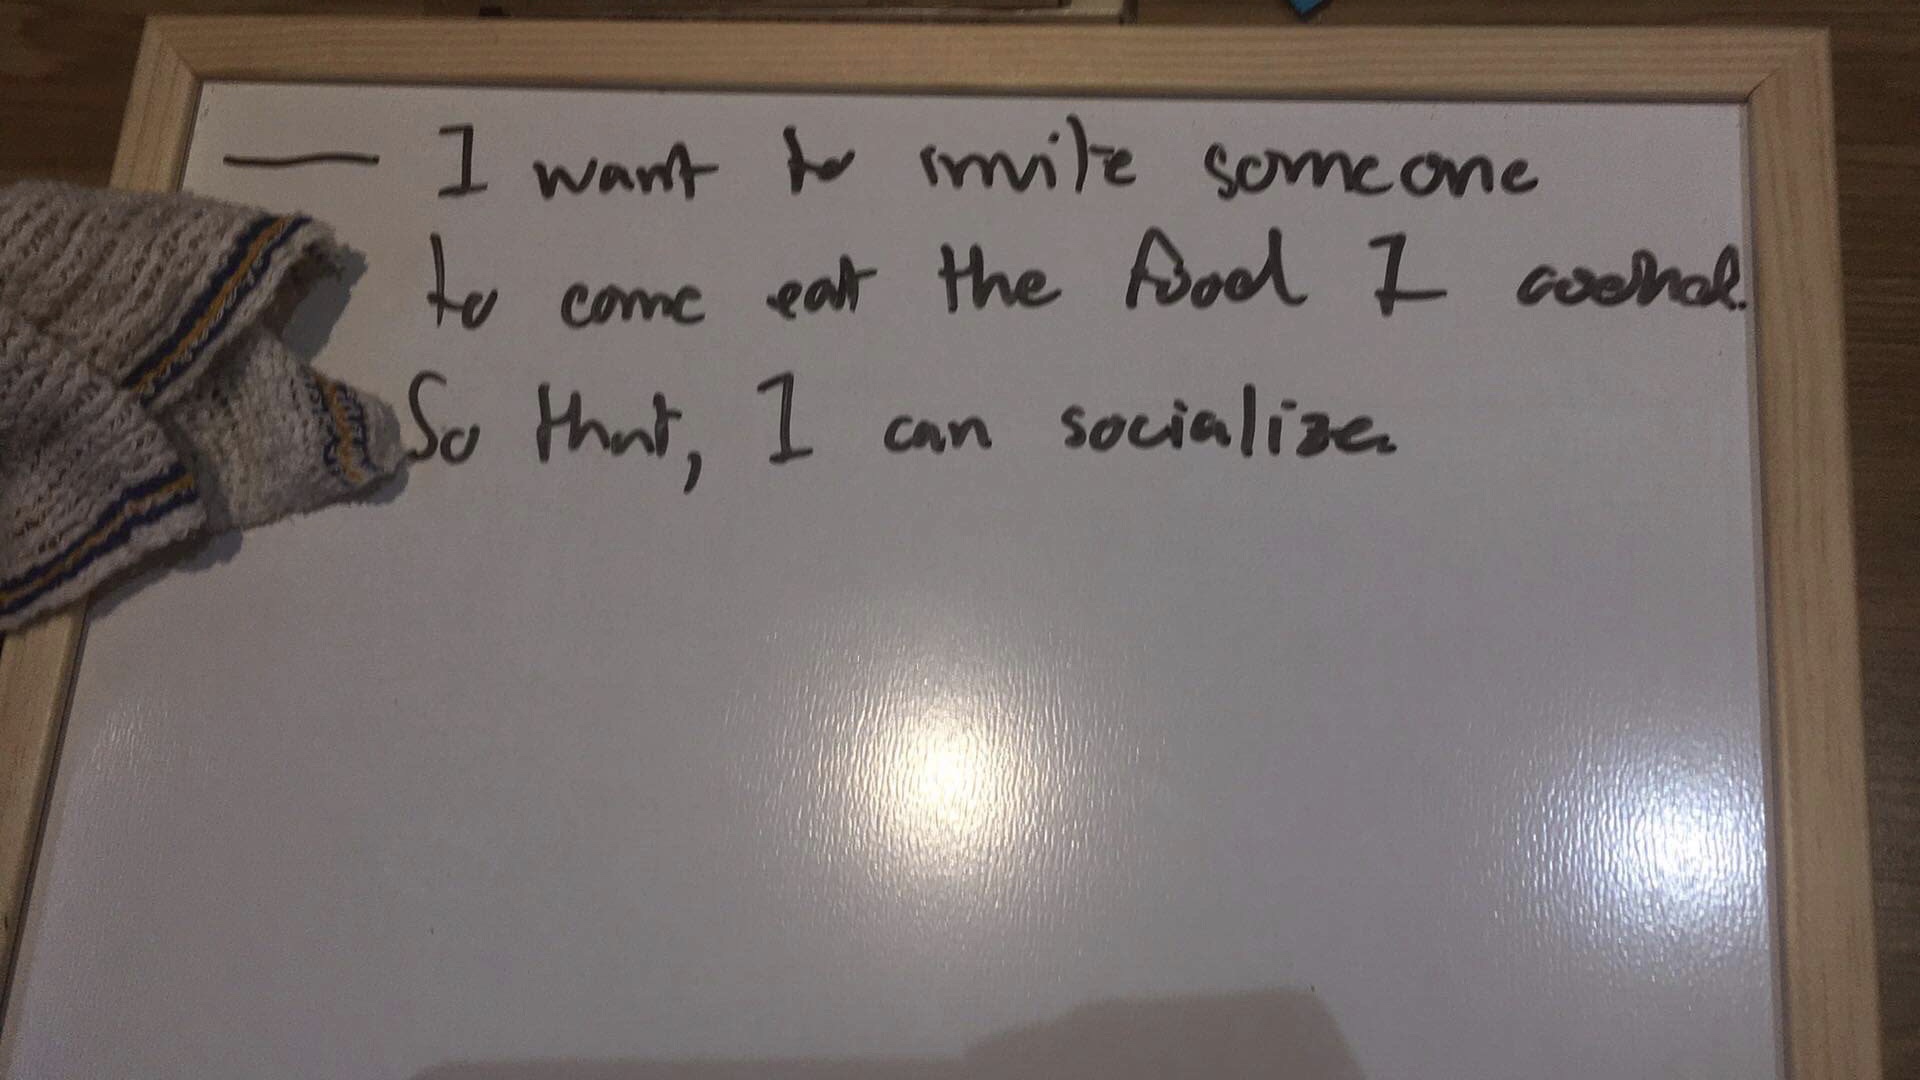 — I want to invite someone
to come eat the food I cooked.
So that, I can socialize.